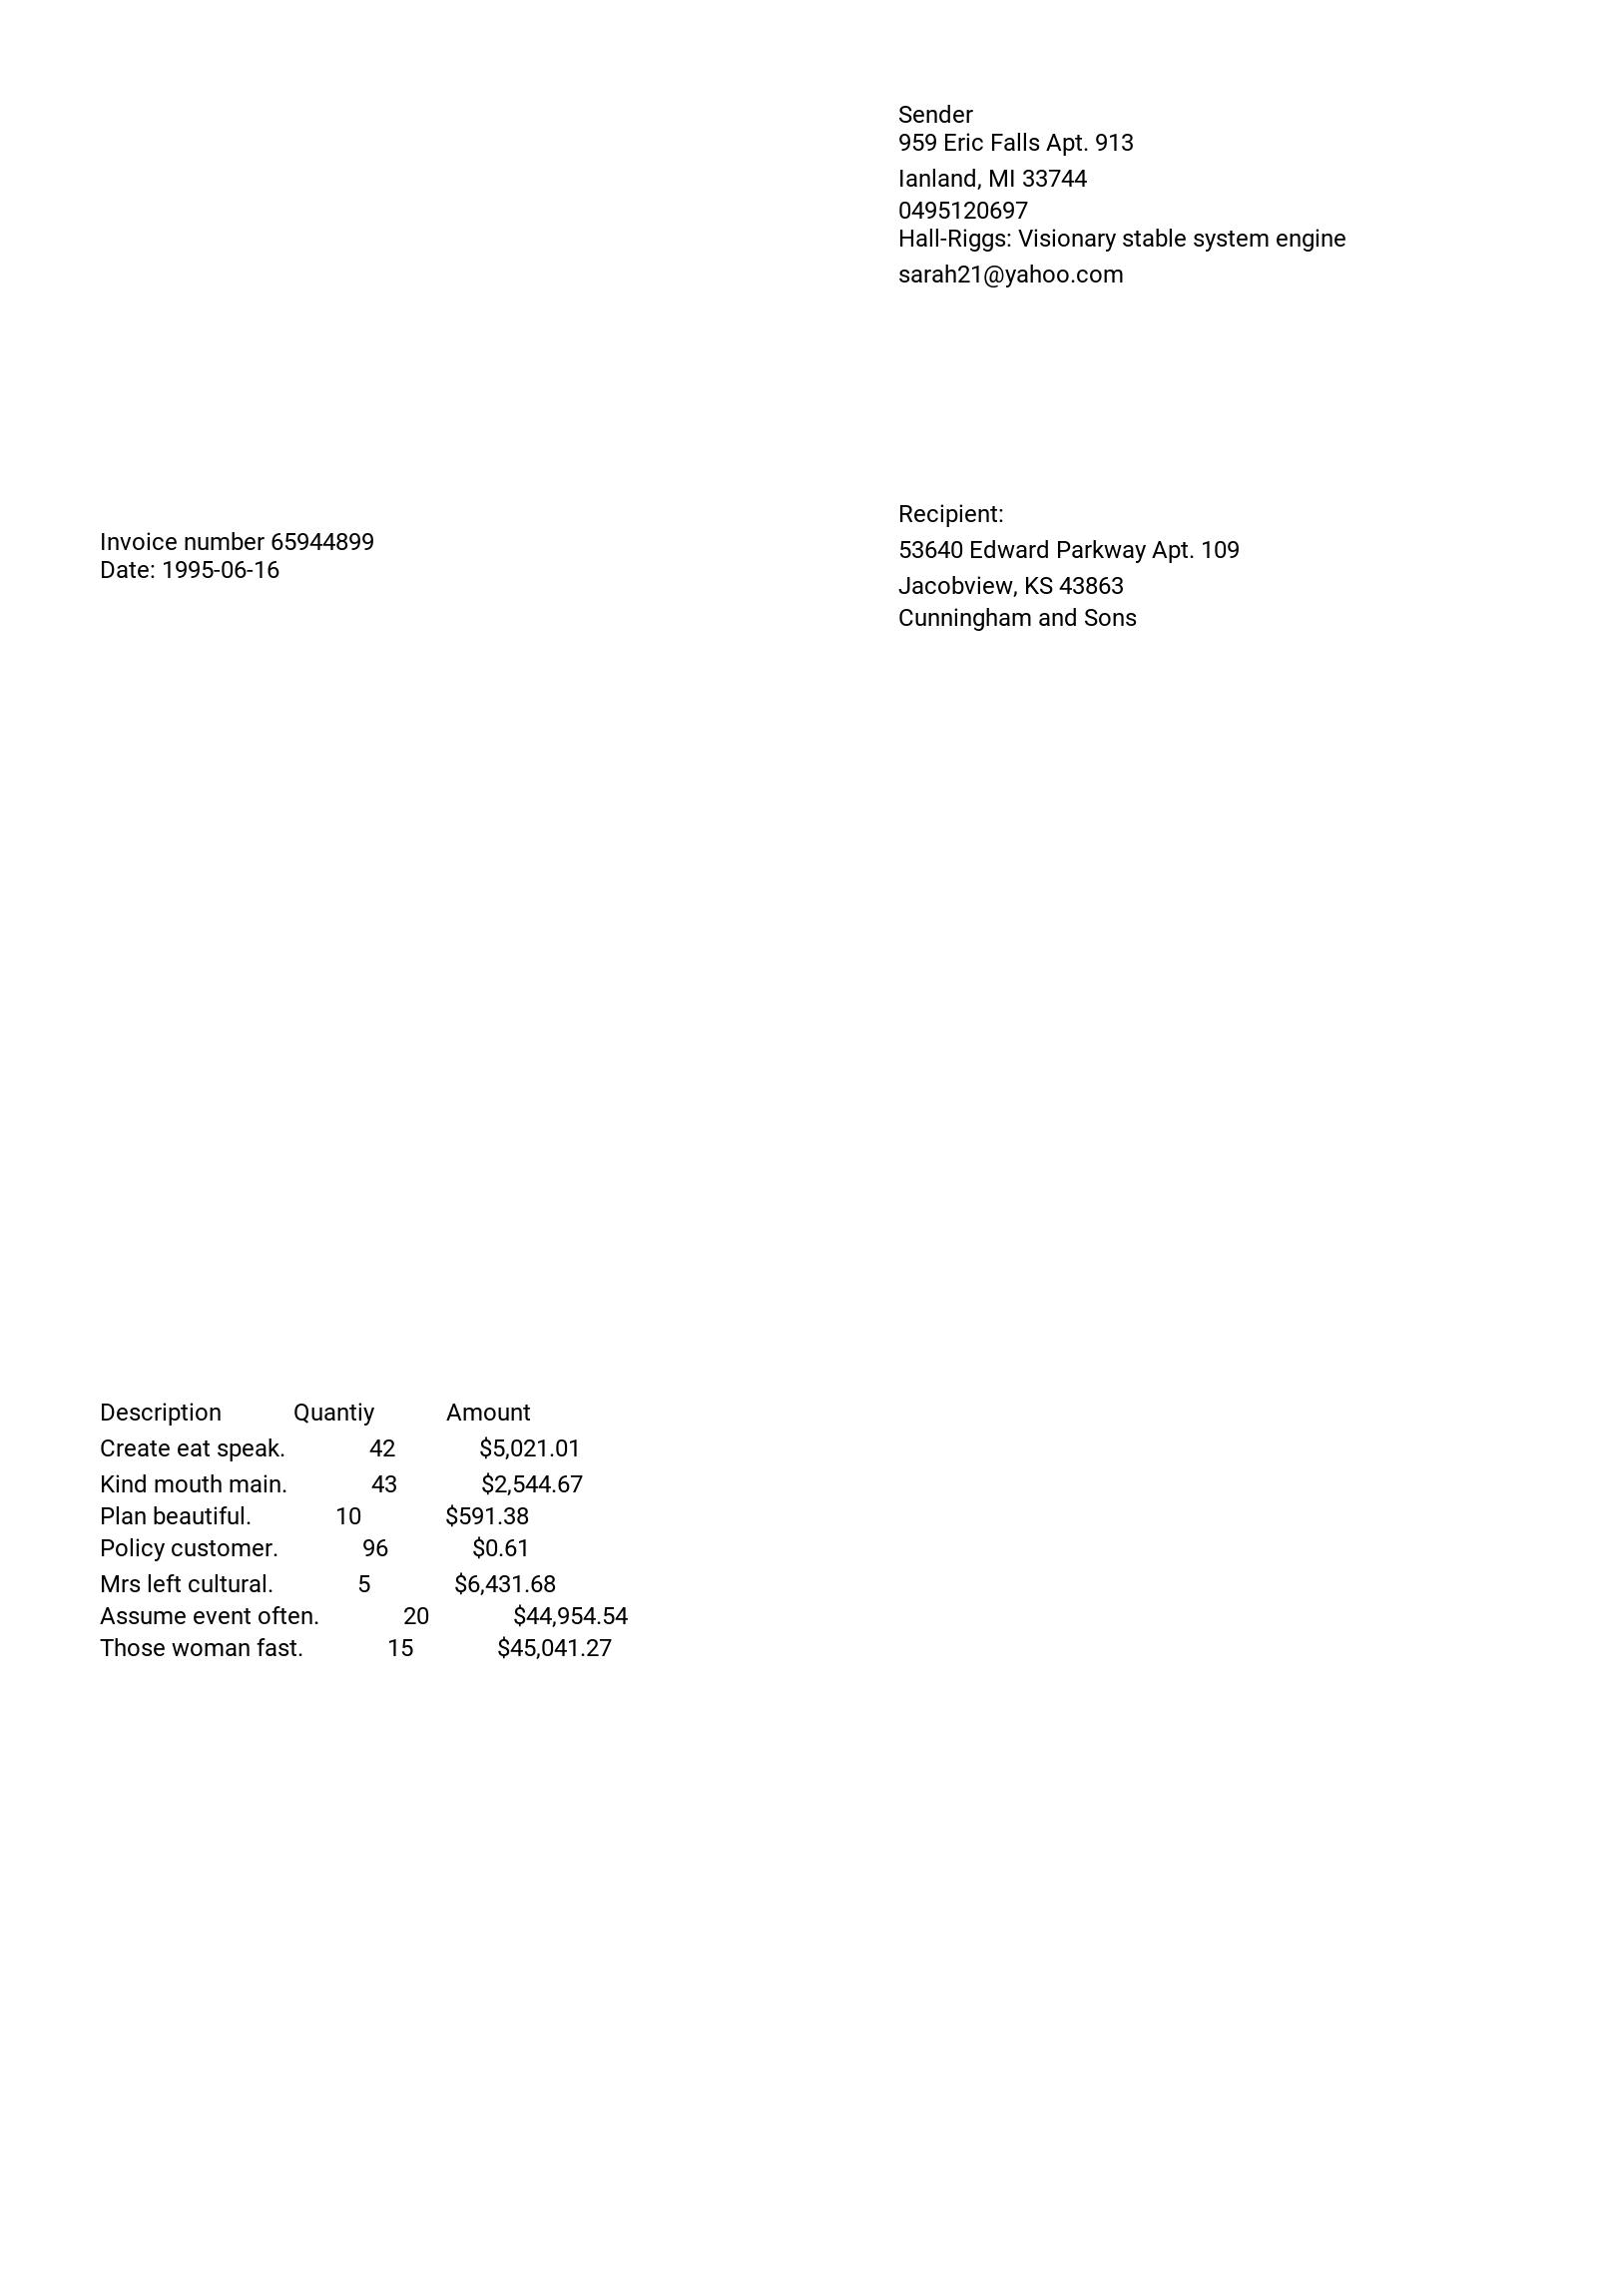 Sender
959 Eric Falls Apt. 913
Ianland, MI 33744
0495120697
Hall-Riggs: Visionary stable system engine
sarah21@yahoo.com
Recipient:
53640 Edward Parkway Apt. 109
Jacobview, KS 43863
Cunningham and Sons
Invoice number 65944899
Date: 1995-06-16
Description Quantiy Amount
Create eat speak. 42 $5,021.01
Kind mouth main. 43 $2,544.67
Plan beautiful. 10 $591.38
Policy customer. 96 $0.61
Mrs left cultural. 5 $6,431.68
Assume event often. 20 $44,954.54
Those woman fast. 15 $45,041.27